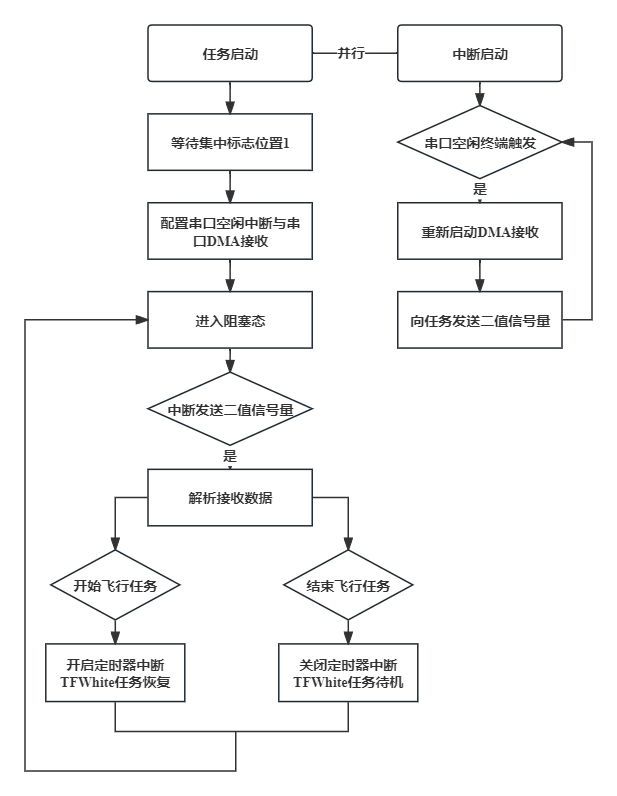 任务启动
并行
中断启动
等待集中标志位置1
串口空闲终端触发
是
配置串口空闲中断与串
口DMA接收
重新启动DMA接收
进入阻塞态
向任务发送二值信号量
中断发送二值信号量
是
解析接收数据
开始飞行任务
结束飞行任务
开启定时器中断
TFWhite任务恢复
关闭定时器中断
TFWhite任务待机